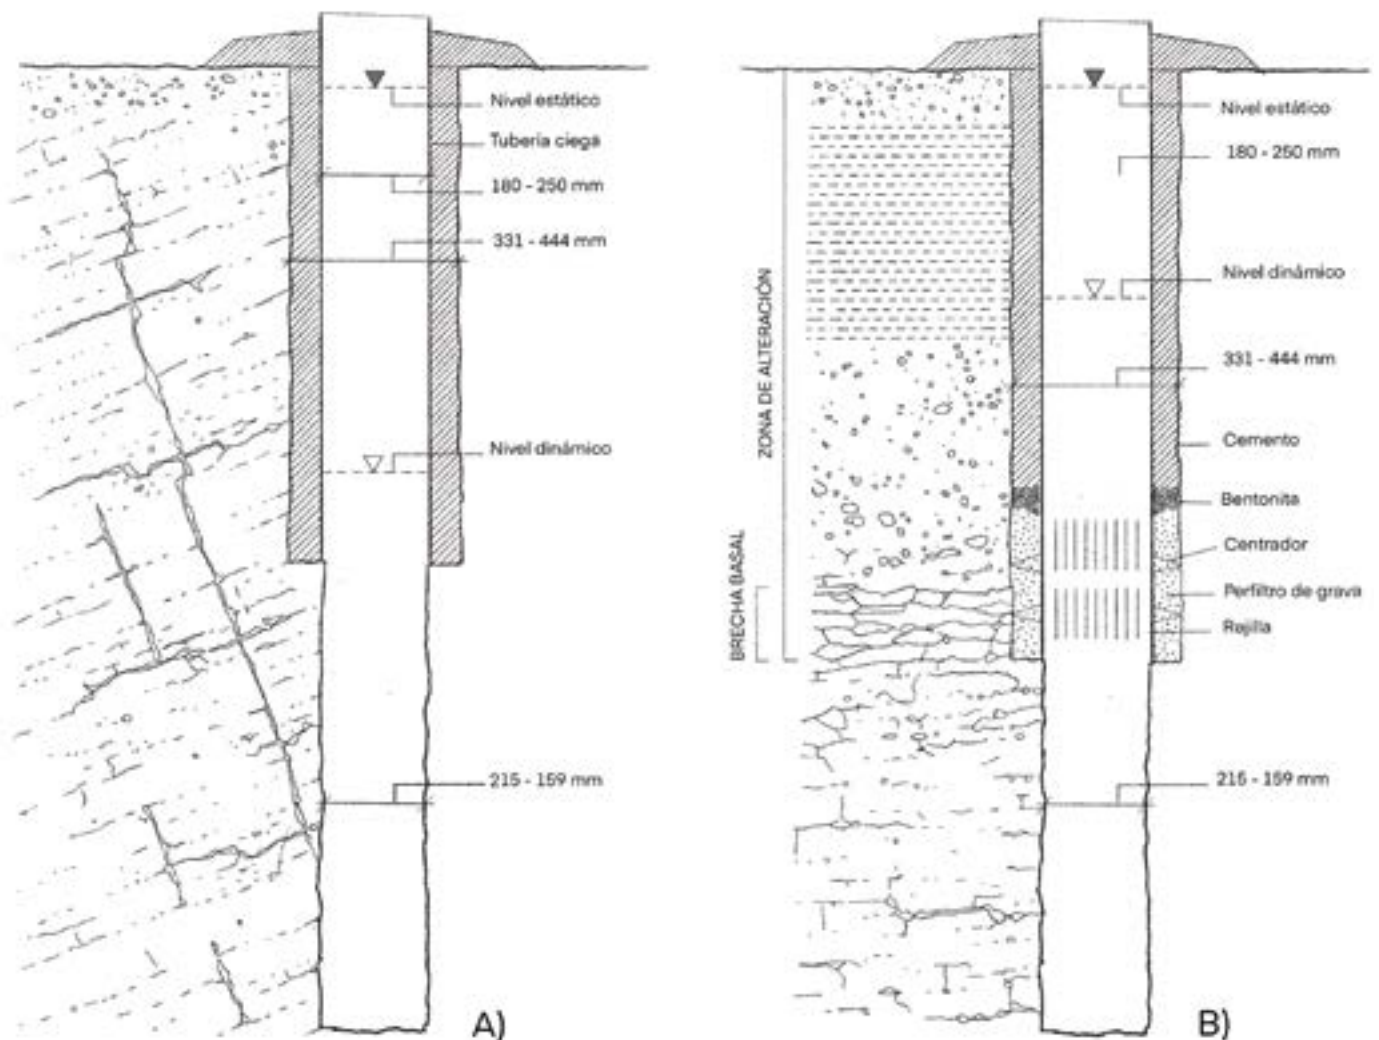 Nivel estático
Tubería ciega
180 - 250 mm
331 - 444 mm
Nivel dinámico
215 - 159 mm
A)
ZONA DE ALTERACIÓN
BRECHA BASAL
Nivel estático
180 - 250 mm
Nivel dinámico
331 - 444 mm
Cemento
Bentonita
Centrador
Perfiltro de grava
Rejilla
215 - 159 mm
B)